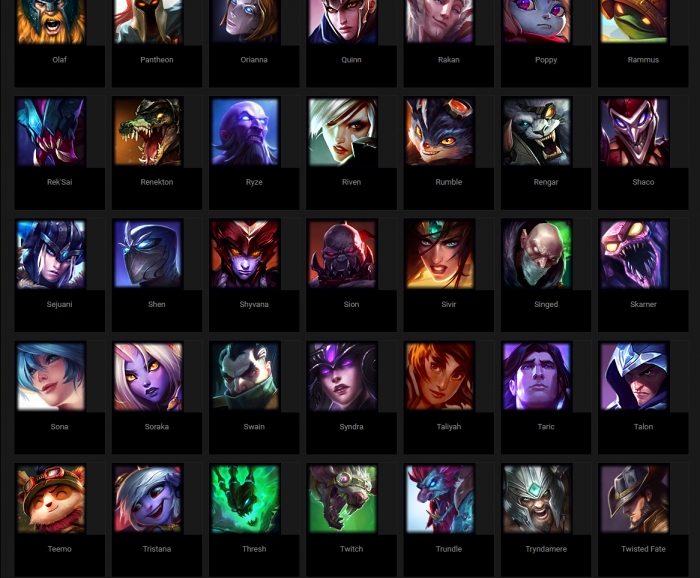 Olaf Pantheon Orianna Quinn Rakan Poppy Rammus
Rek'Sai Renekton Ryze Riven Rumble Rengar Shaco
Sejuani Shen Shyvana Sion Sivir Singed Skarner
Sona Soraka Swain Syndra Taliyah Taric Talon
Teemo Tristana Thresh Twitch Trundle Tryndamere Twisted Fate